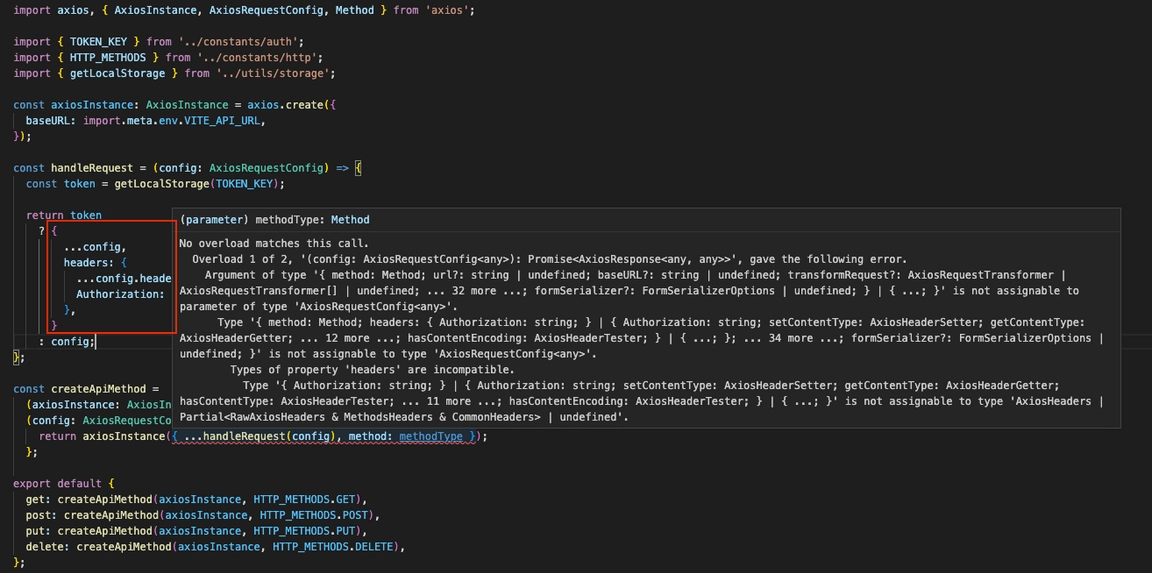 import axios, { AxiosInstance, AxiosRequestConfig, Method } from 'axios';
import { TOKEN_KEY } from '../constants/auth';
import { HTTP_METHODS } from '../constants/http';
import { getLocalStorage } from '../utils/storage';
const axiosInstance: AxiosInstance = axios.create({
baseURL: import.meta.env.VITE_API_URL,
});
const handleRequest = (config: AxiosRequestConfig) => {
const token = getLocalStorage(TOKEN_KEY);
return token
? {
...config,
headers: {
...config.heade
Authorization:
},
}
: config;
};
(parameter) methodType: Method
No overload matches this call.
Overload 1 of 2, '(config: AxiosRequestConfig<any>): Promise<AxiosResponse<any, any>>', gave the following error.
Argument of type '{ method: Method; url?: string | undefined; baseURL?: string | undefined; transformRequest?: AxiosRequestTransformer |
AxiosRequestTransformer[] | undefined; ... 32 more ...; formSerializer?: FormSerializerOptions | undefined; } | { ...; }' is not assignable to
parameter of type 'AxiosRequestConfig<any>'.
Type '{ method: Method; headers: { Authorization: string; } | { Authorization: string; setContentType: AxiosHeaderSetter; getContentType:
AxiosHeaderGetter; ... 12 more ...; hasContentEncoding: AxiosHeaderTester; } | { ...; }; ... 34 more ...; formSerializer?: FormSerializerOptions |
undefined; }' is not assignable to type 'AxiosRequestConfig<any>'.
Types of property 'headers' are incompatible.
Type '{ Authorization: string; } | { Authorization: string; setContentType: AxiosHeaderSetter; getContentType: AxiosHeaderGetter;
hasContentType: AxiosHeaderTester; ... 11 more ...; hasContentEncoding: AxiosHeaderTester; } | { ...; }' is not assignable to type 'AxiosHeaders |
Partial<RawAxiosHeaders & MethodsHeaders & CommonHeaders> | undefined'.
const createApiMethod =
(axiosInstance: AxiosIn
(config: AxiosRequestCo
return axiosInstance({ ...handleRequest(config), method: methodType });
};
export default {
get: createApiMethod(axiosInstance, HTTP_METHODS.GET),
post: createApiMethod(axiosInstance, HTTP_METHODS.POST),
put: createApiMethod(axiosInstance, HTTP_METHODS.PUT),
delete: createApiMethod(axiosInstance, HTTP_METHODS.DELETE),
};